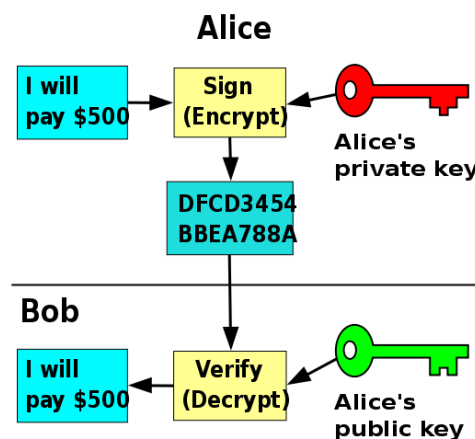 Alice
I will
pay $500
Sign
(Encrypt)
Alice's
private key
DFCD3454
BBEA788A
Bob
I will
pay $500
Verify
(Decrypt)
Alice's
public key